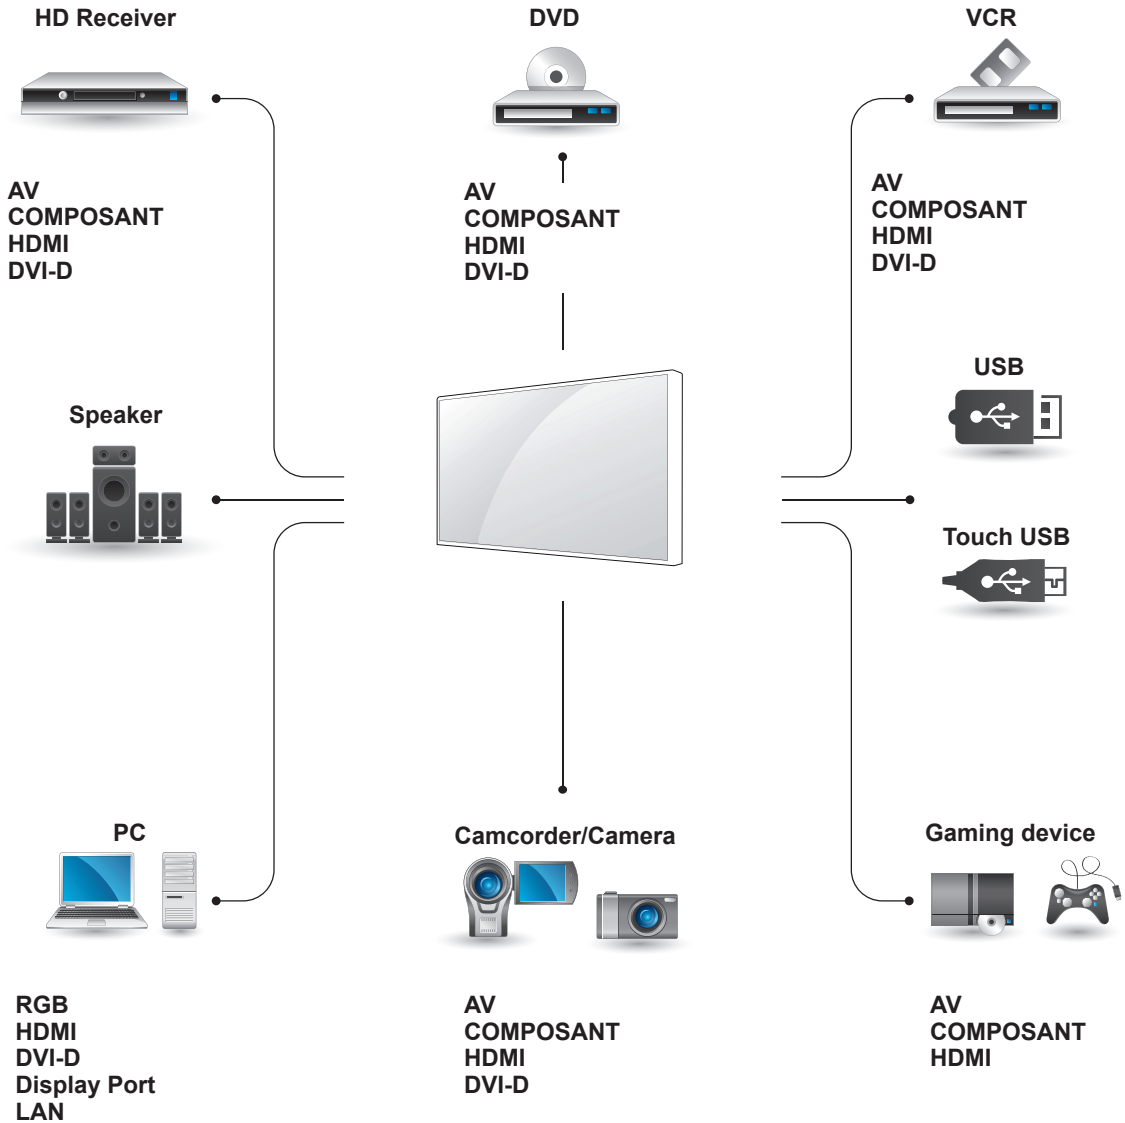 HD Receiver
DVD
VCR
AV
COMPOSANT
HDMI
DVI-D
AV
COMPOSANT
HDMI
DVI-D
AV
COMPOSANT
HDMI
DVI-D
Speaker
USB
Touch USB
PC
Camcorder/Camera
Gaming device
RGB
HDMI
DVI-D
Display Port
LAN
AV
COMPOSANT
HDMI
DVI-D
AV
COMPOSANT
HDMI